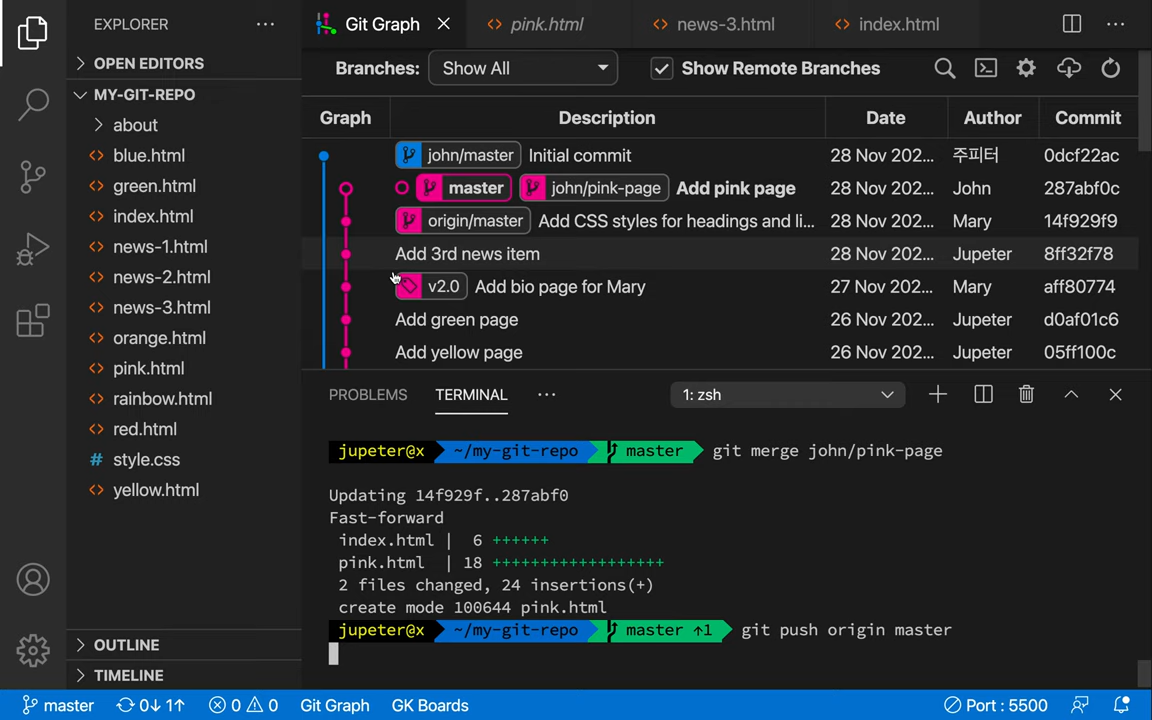 EXPLORER
Git Graph
pink.html
news-3.html
index.html
OPEN EDITORS
MY-GIT-REPO
about
blue.html
green.html
index.html
news-1.html
news-2.html
news-3.html
orange.html
pink.html
rainbow.html
red.html
style.css
yellow.html
OUTLINE
TIMELINE
Branches: Show All Show Remote Branches
Graph Description Date Author Commit
john/master Initial commit 28 Nov 202... 주피터 0dcf22ac
master john/pink-page Add pink page 28 Nov 202... John 287abf0c
origin/master Add CSS styles for headings and li... 28 Nov 202... Mary 14f929f9
Add 3rd news item 28 Nov 202... Jupeter 8ff32f78
v2.0 Add bio page for Mary 27 Nov 202... Mary aff80774
Add green page 26 Nov 202... Jupeter d0af01c6
Add yellow page 26 Nov 202... Jupeter 05ff100c
PROBLEMS TERMINAL ... 1: zsh
jupeter@x ~/my-git-repo master git merge john/pink-page
Updating 14f929f..287abf0
Fast-forward
index.html | 6 ++++++
pink.html | 18 ++++++++++++++++++
2 files changed, 24 insertions(+)
create mode 100644 pink.html
jupeter@x ~/my-git-repo master ↑1 git push origin master
master 0↓ 1↑ 0 0 Git Graph GK Boards Port : 5500